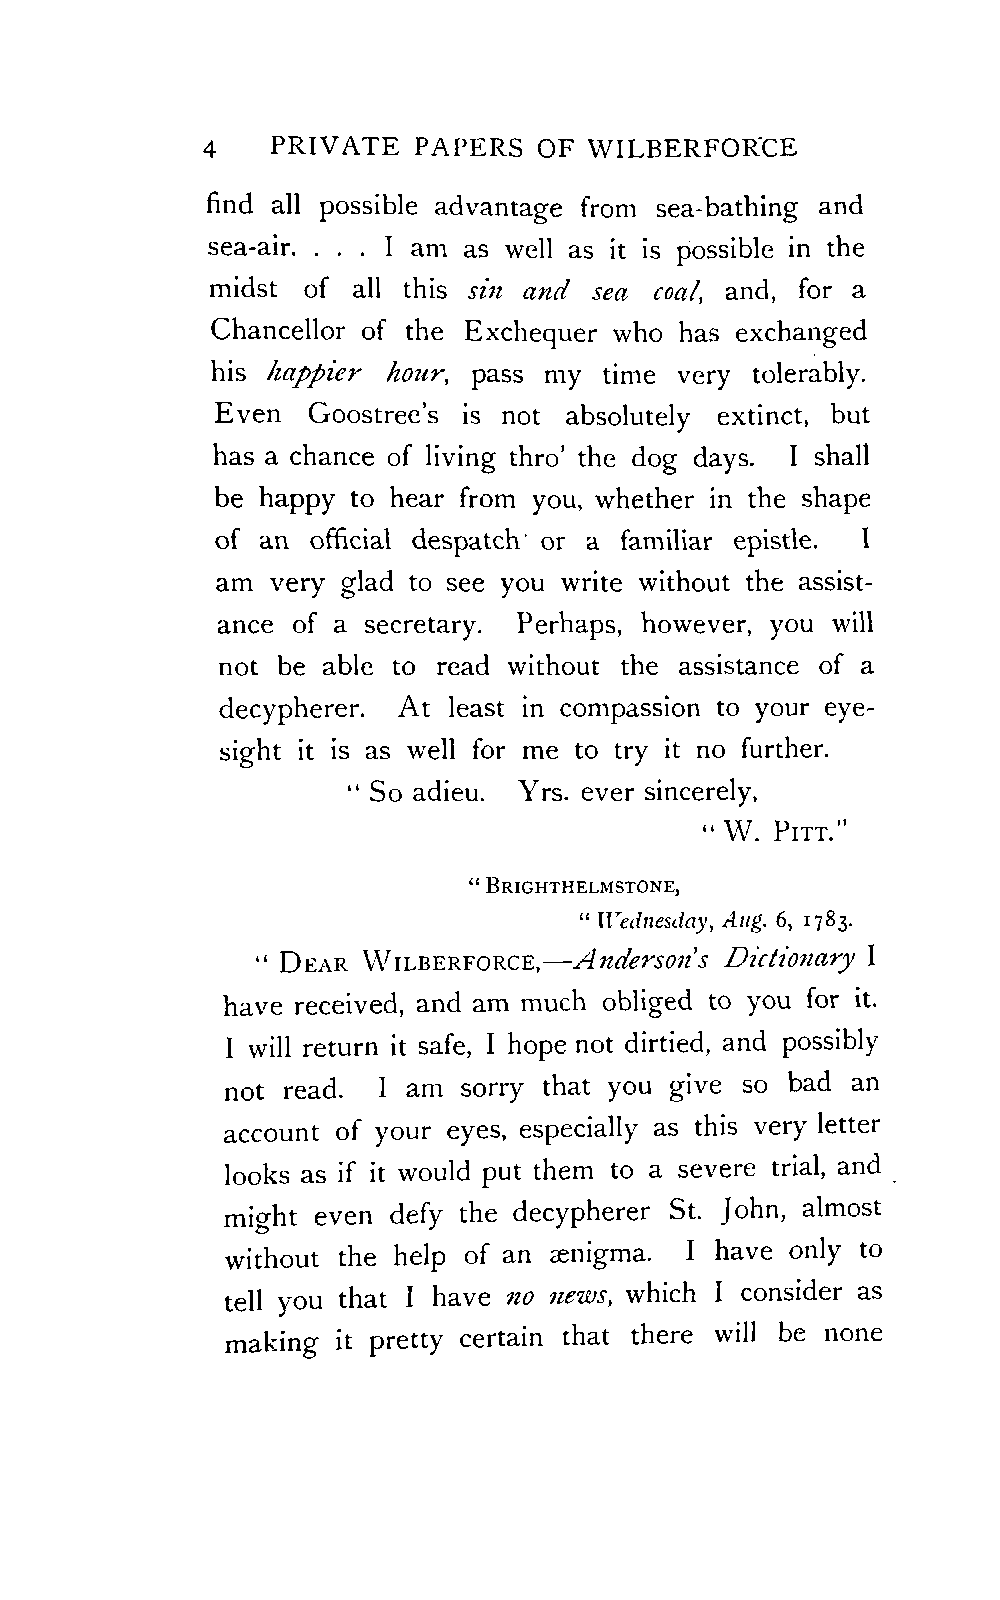 4 PRIVATE PAPERS OF WILBERFORCE
find all possible advantage from sea-bathing and
sea-air. . . . I am as well as it is possible in the
midst of all this sin and sea coal, and, for a
Chancellor of the Exchequer who has exchanged
his happier hour, pass my time very tolerably.
Even Goostree's is not absolutely extinct, but
has a chance of living thro' the dog days. I shall
be happy to hear from you, whether in the shape
of an official despatch or a familiar epistle. I
am very glad to see you write without the assist-
ance of a secretary. Perhaps, however, you will
not be able to read without the assistance of a
decypherer. At least in compassion to your eye-
sight it is as well for me to try it no further.
“ So adieu. Yrs. ever sincerely,
“ W. PITT.”
“ BRIGHTHELMSTONE,
“ Wednesday, Aug. 6, 1783.
“ DEAR WILBERFORCE,—Anderson's Dictionary I
have received, and am much obliged to you for it.
I will return it safe, I hope not dirtied, and possibly
not read. I am sorry that you give so bad an
account of your eyes, especially as this very letter
looks as if it would put them to a severe trial, and
might even defy the decypherer St. John, almost
without the help of an ænigma. I have only to
tell you that I have no news, which I consider as
making it pretty certain that there will be none